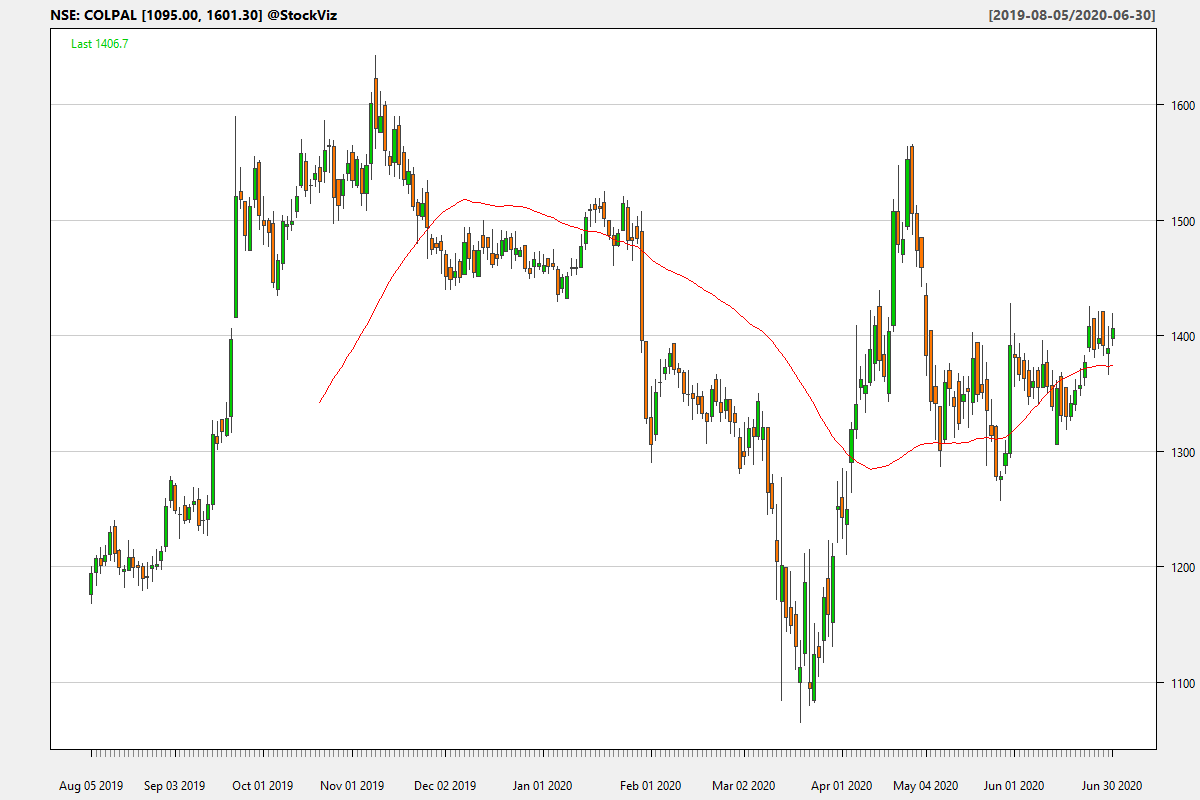 NSE: COLPAL [1095.00, 1601.30] @StockViz [2019-08-05/2020-06-30]
Last 1406.7
1600
1500
1400
1300
1200
1100
Aug 05 2019 Sep 03 2019 Oct 01 2019 Nov 01 2019 Dec 02 2019 Jan 01 2020 Feb 01 2020 Mar 02 2020 Apr 01 2020 May 04 2020 Jun 01 2020 Jun 30 2020